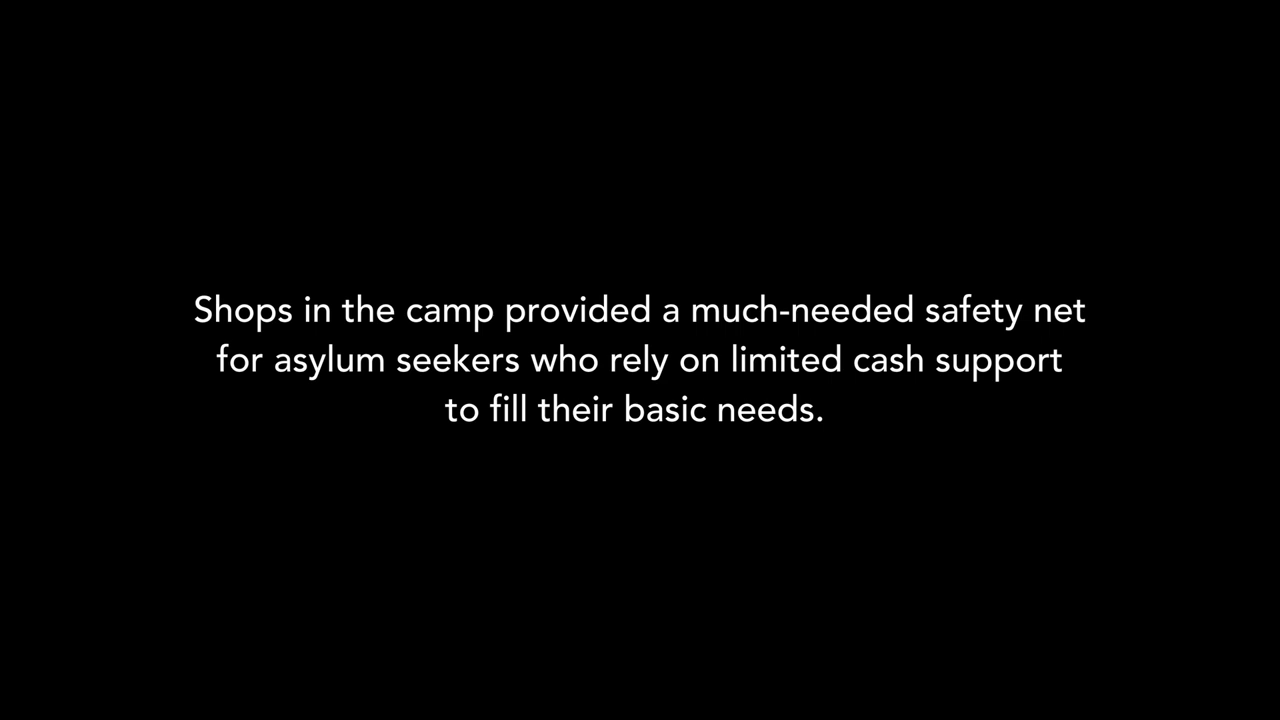 Shops in the camp provided a much-needed safety net
for asylum seekers who rely on limited cash support
to fill their basic needs.